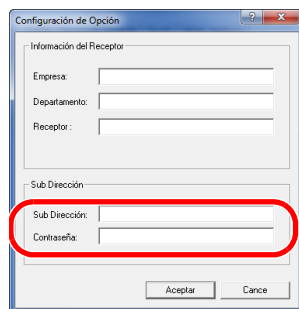 Configuración de Opción
Información del Receptor
Empresa:
Departamento:
Receptor :
Sub Dirección
Sub Dirección:
Contraseña:
Aceptar Cance